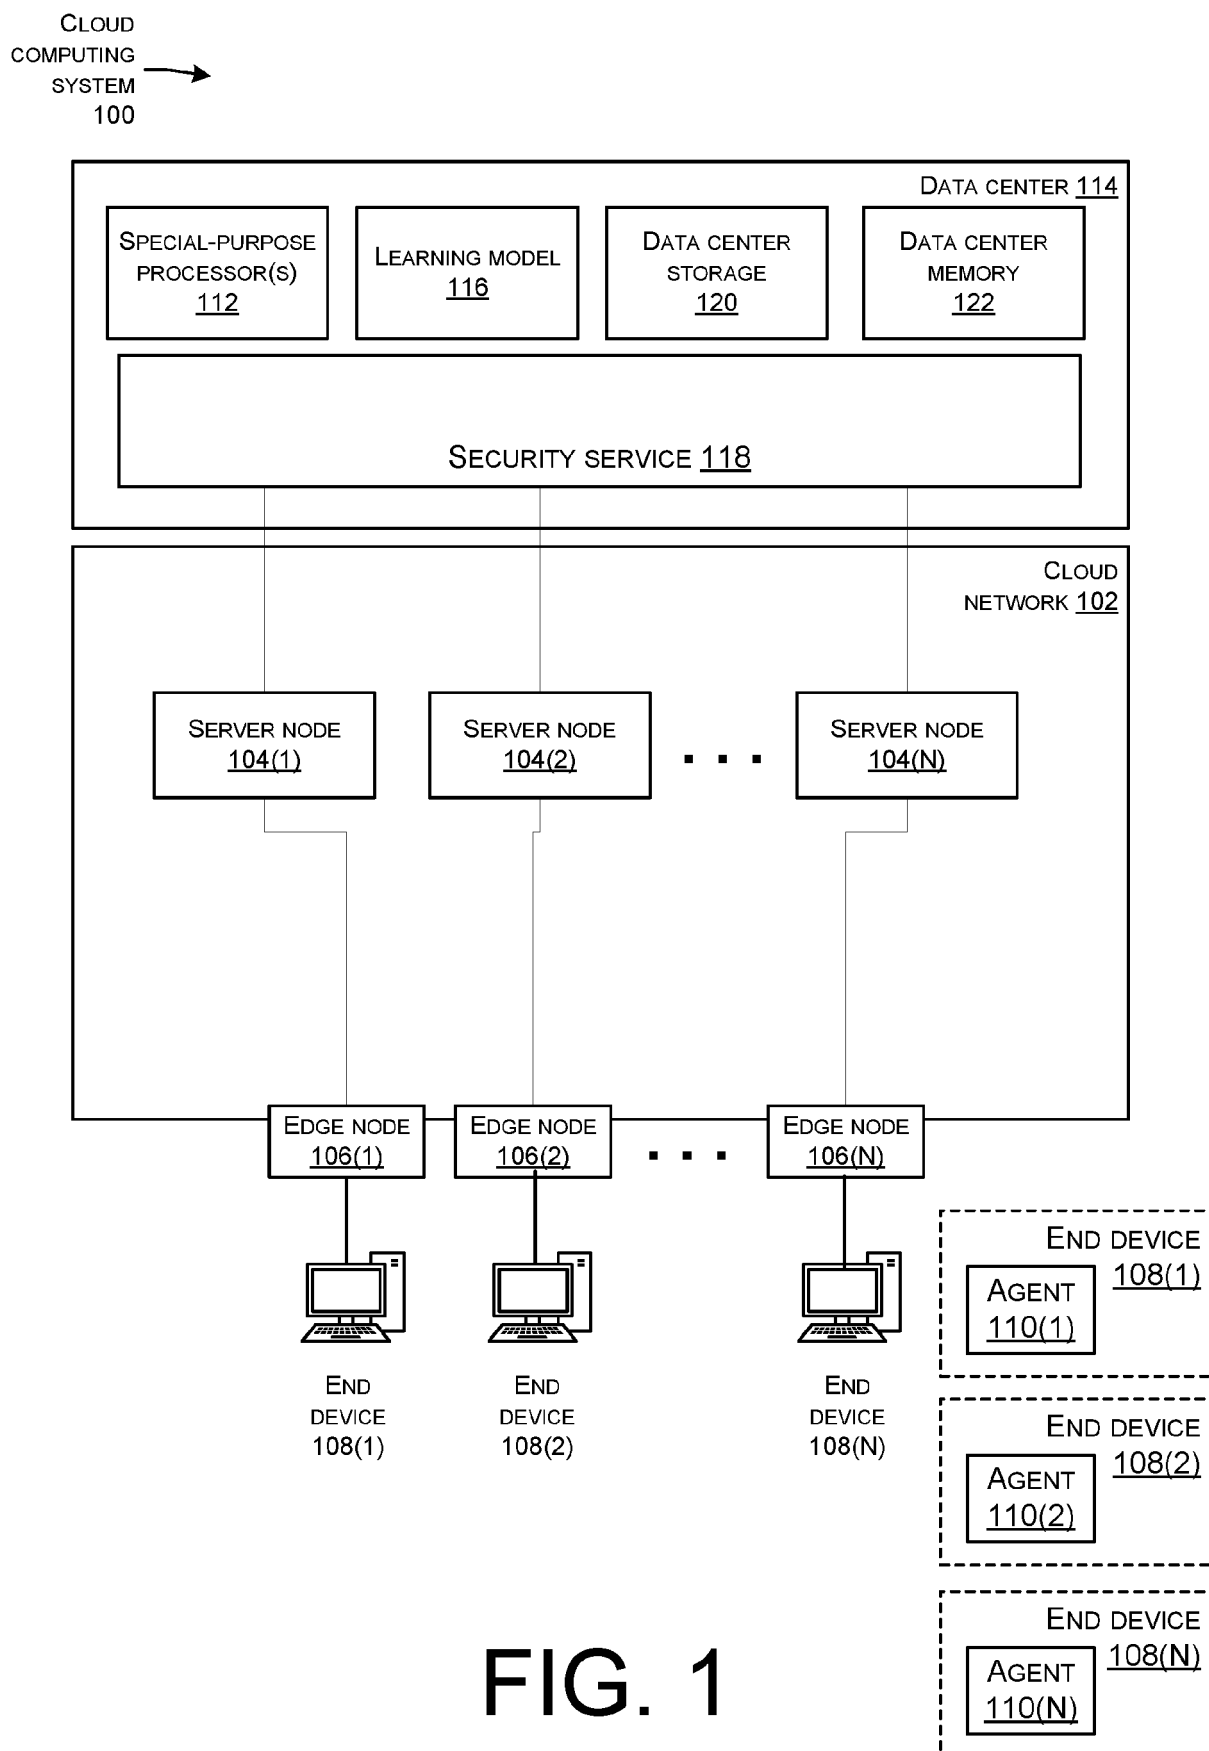 CLOUD
COMPUTING
SYSTEM
100
DATA CENTER 114
SPECIAL-PURPOSE
PROCESSOR(S)
112
LEARNING MODEL
116
DATA CENTER
STORAGE
120
DATA CENTER
MEMORY
122
SECURITY SERVICE 118
CLOUD
NETWORK 102
SERVER NODE
104(1)
SERVER NODE
104(2)
SERVER NODE
104(N)
EDGE NODE
106(1)
EDGE NODE
106(2)
EDGE NODE
106(N)
END
DEVICE
108(1)
END
DEVICE
108(2)
END
DEVICE
108(N)
END DEVICE
108(1)
AGENT
110(1)
END DEVICE
108(2)
AGENT
110(2)
END DEVICE
108(N)
AGENT
110(N)
FIG. 1